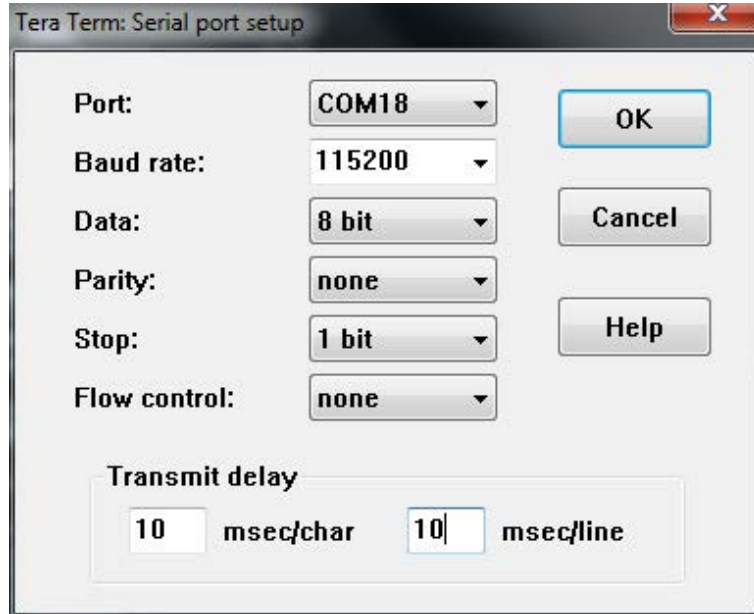 Tera Term: Serial port setup
Port: COM18 OK
Baud rate: 115200
Data: 8 bit Cancel
Parity: none
Stop: 1 bit Help
Flow control: none
Transmit delay
10 msec/char 10 msec/line